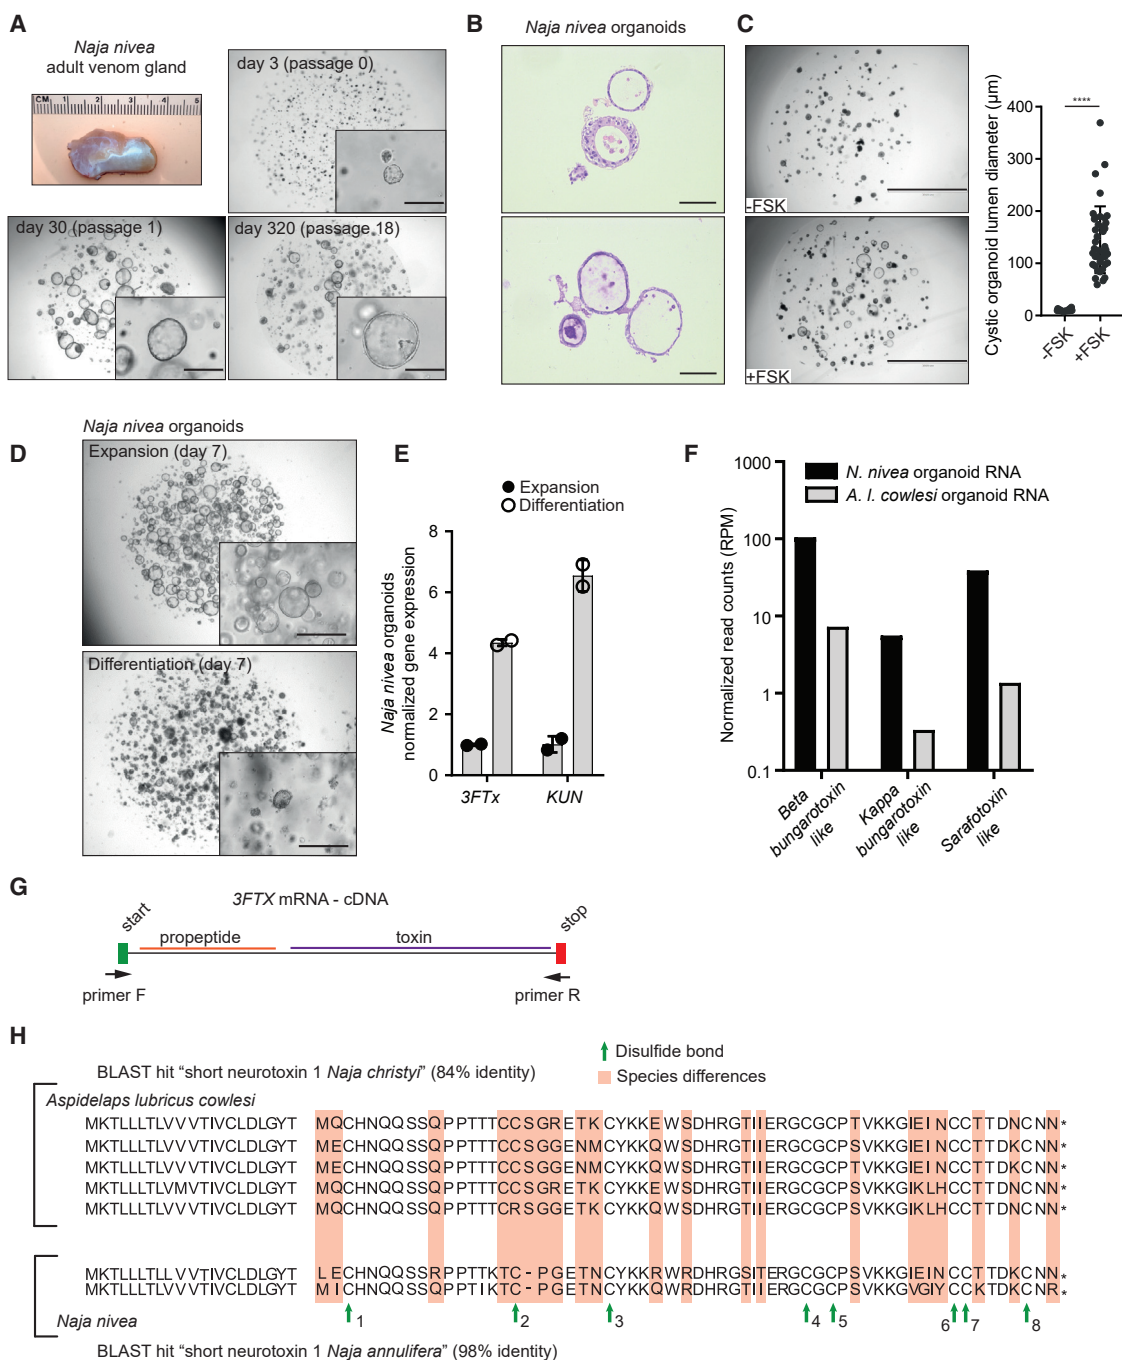 A
Naja nivea
adult venom gland
CM 1 2 3 4 5
day 3 (passage 0)
day 30 (passage 1)
day 320 (passage 18)
B
Naja nivea organoids
C
-FSK
+FSK
Cystic organoid lumen diameter (µm)
400
300
200
100
0
****
-FSK
+FSK
D
Naja nivea organoids
Expansion (day 7)
Differentiation (day 7)
E
Expansion
Differentiation
Naja nivea organoids
normalized gene expression
8
6
4
2
0
3FTx
KUN
F
N. nivea organoid RNA
A. l. cowlesi organoid RNA
Normalized read counts (RPM)
1000
100
10
1
0.1
Beta
bungarotoxin
like
Kappa
bungarotoxin
like
Sarafotoxin
like
G
3FTX mRNA - cDNA
start
propeptide
toxin
stop
primer F
primer R
H
Disulfide bond
Species differences
BLAST hit “short neurotoxin 1 Naja christyi” (84% identity)
Aspidelaps lubricus cowlesi
MKTLLLTLVVVTIVCLDLGYT MQCHNQQSSQPPTTTCCSGRETKCYKKEWSDHRGTIIERGCGCPTVKKGIEINCCTTDNCNN*
MKTLLLTLVVVTIVCLDLGYT MECHNQQSSQPPTTTCCSGGENMCYKKQWSDHRGTIIERGCGCPSVKKGIEINCCTTDKCNN*
MKTLLLTLVVVTIVCLDLGYT MECHNQQSSQPPTTTCCSGGENMCYKKQWSDHRGTIIERGCGCPTVKKGIEINCCTTDKCNN*
MKTLLLTLVMVTIVCLDLGYT MQCHNQQSSQPPTTTCCSGRETKCYKKEWSDHRGTIIERGCGCPSVKKGIKLHCCTTDNCNN*
MKTLLLTLVVVTIVCLDLGYT MQCHNQQSSQPPTTTCRSGGETKCYKKQWSDHRGTIIERGCGCPSVKKGIKLHCCTTDKCNN*
MKTLLLTLLVVTIVCLDLGYT LECHNQQSSRPPTTKTC-PGETNCYKKRWRDHRGSITERGCGCPSVKKGIEINCCTTDKCNN*
MKTLLLTLVVVTIVCLDLGYT MICHNQQSSQPPTIKTC-PGETNCYKKQWRDHRGTIIERGCGCPSVKKGVGIYCCKTDKCNR*
1 2 3 4 5 6 7 8
Naja nivea
BLAST hit “short neurotoxin 1 Naja annulifera” (98% identity)